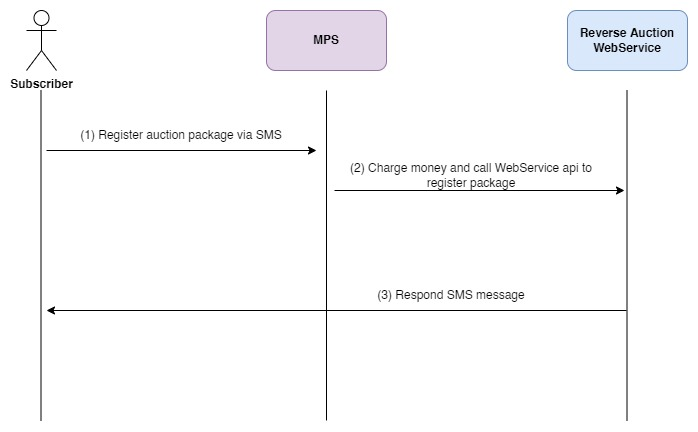 MPS
Reverse Auction
WebService
Subscriber
(1) Register auction package via SMS
(2) Charge money and call WebService api to
register package
(3) Respond SMS message